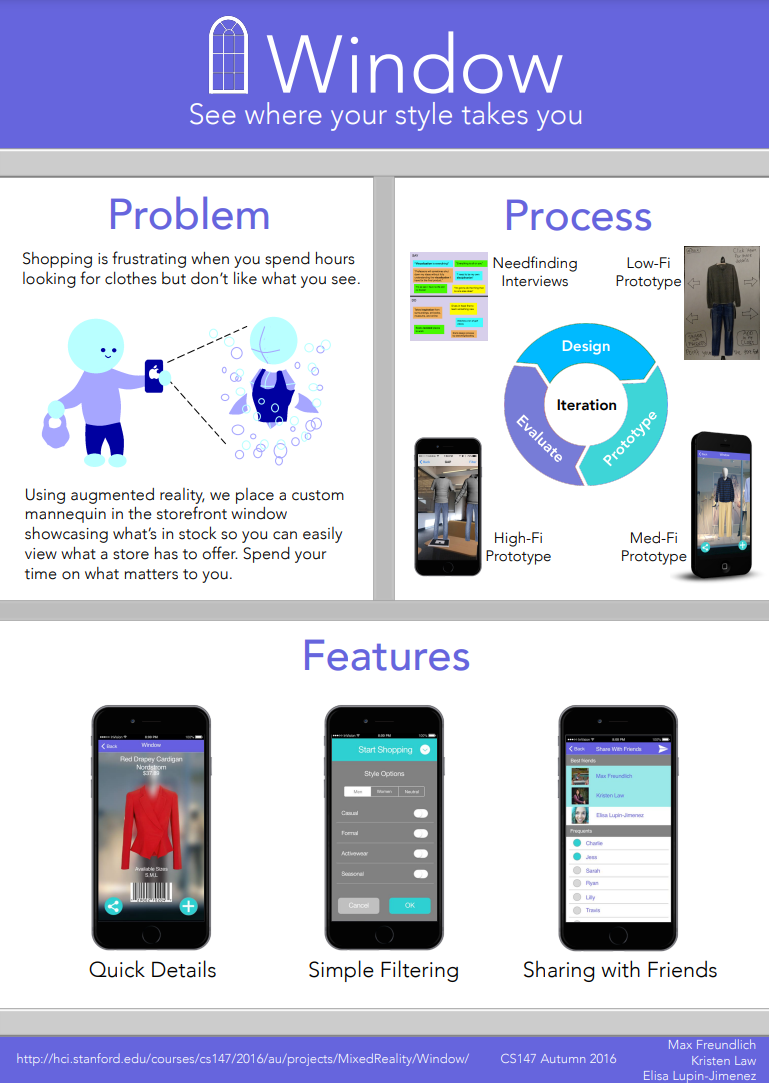 Window
See where your style takes you
Problem
Shopping is frustrating when you spend hours
looking for clothes but don't like what you see.
Using augmented reality, we place a custom
mannequin in the storefront window
showcasing what's in stock so you can easily
view what a store has to offer. Spend your
time on what matters to you.
Process
Needfinding
Interviews
Low-Fi
Prototype
Design
Iteration
Evaluate
Prototype
High-Fi
Prototype
Med-Fi
Prototype
Features
Back
Window
Red Drapey Cardigan
Nordstrom
Available Sizes
S,M,L
Quick Details
Start Shopping
Style Options
Men
Women
Neutral
Casual
Formal
Activewear
Seasonal
Cancel
OK
Simple Filtering
Back
Share With Friends
Best friends
Max Freundlich
Kristen Law
Elisa Lupin-Jimenez
Frequents
Charlie
Jess
Sarah
Ryan
Lilly
Travis
Sharing with Friends
http://hci.stanford.edu/courses/cs147/2016/au/projects/MixedReality/Window/
CS147 Autumn 2016
Max Freundlich
Kristen Law
Elisa Lupin-Jimenez